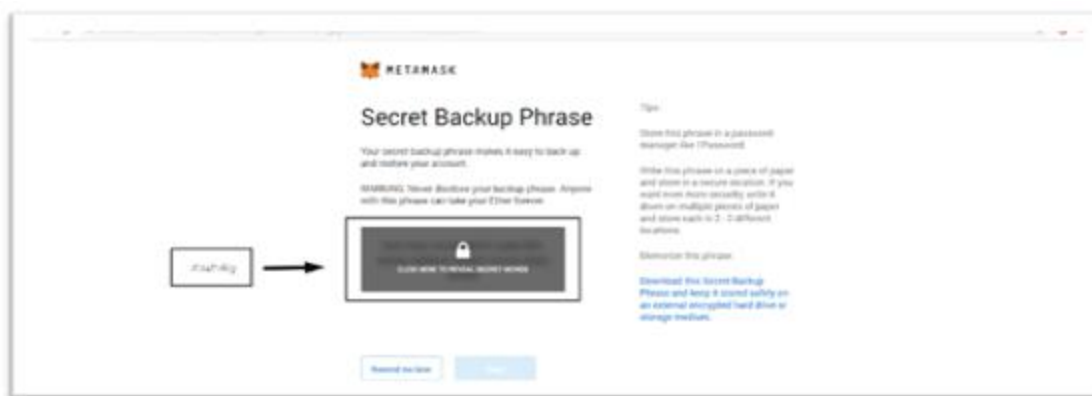 METAMASK
Secret Backup Phrase
Your secret backup phrase makes it easy to back up
and restore your account.
WARNING: Never disclose your backup phrase. Anyone
with this phrase can take your Ether forever.
CLICK HERE TO REVEAL SECRET WORDS
Remind me later
Next
Tips:
Store this phrase in a password
manager like 1Password.
Write this phrase on a piece of paper
and store in a secure location. If you
want even more security, write it
down on multiple pieces of paper
and store each in 2 - 3 different
locations.
Memorize this phrase.
Download this Secret Backup
Phrase and keep it stored safely on
an external encrypted hard drive or
storage medium.